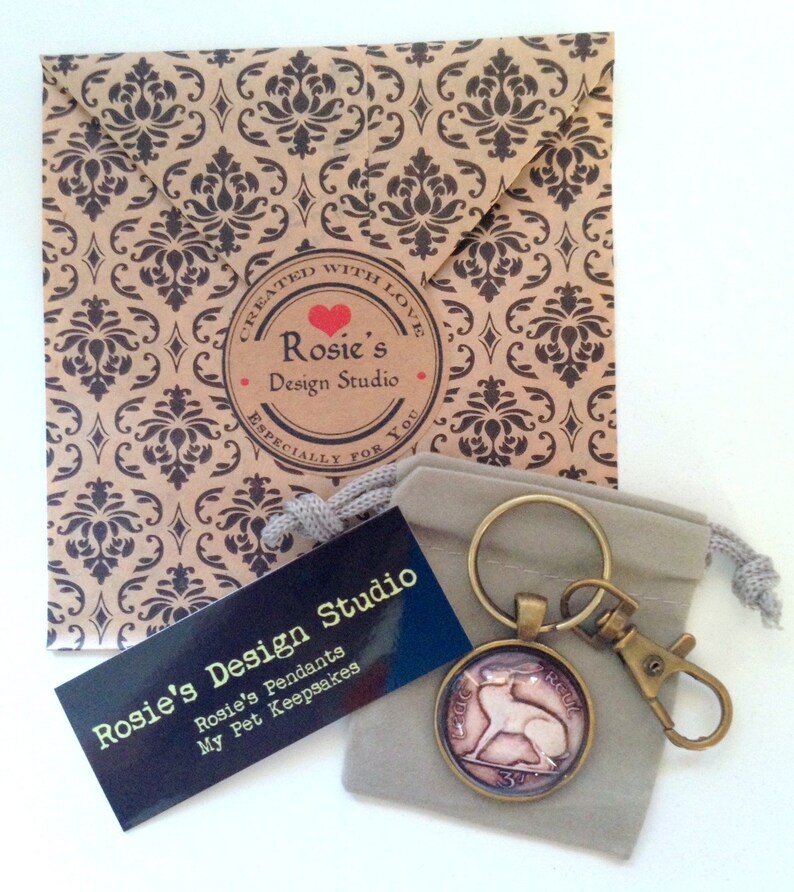 CREATED WITH LOVE
Rosie's
Design Studio
ESPECIALLY FOR YOU
Rosie's Design Studio
Rosie's Pendants
My Pet Keepsakes
3d